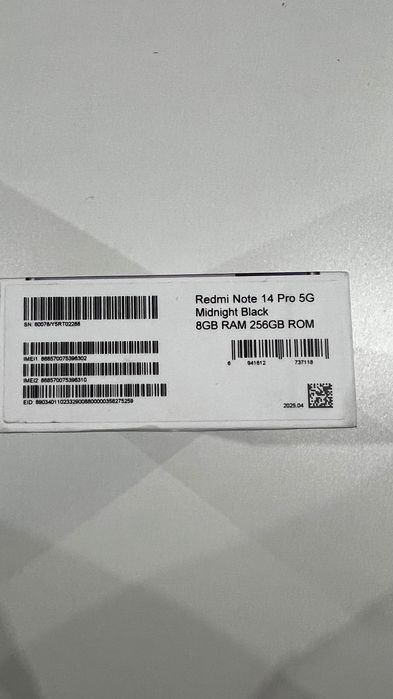 Redmi Note 14 Pro 5G
Midnight Black
8GB RAM 256GB ROM
SN: 60078/Y5RT02288
IMEI1: 868570075396302
IMEI2: 868570075396310
EID: 89034011023329008800000358275259
6 941812 737118
2025.04